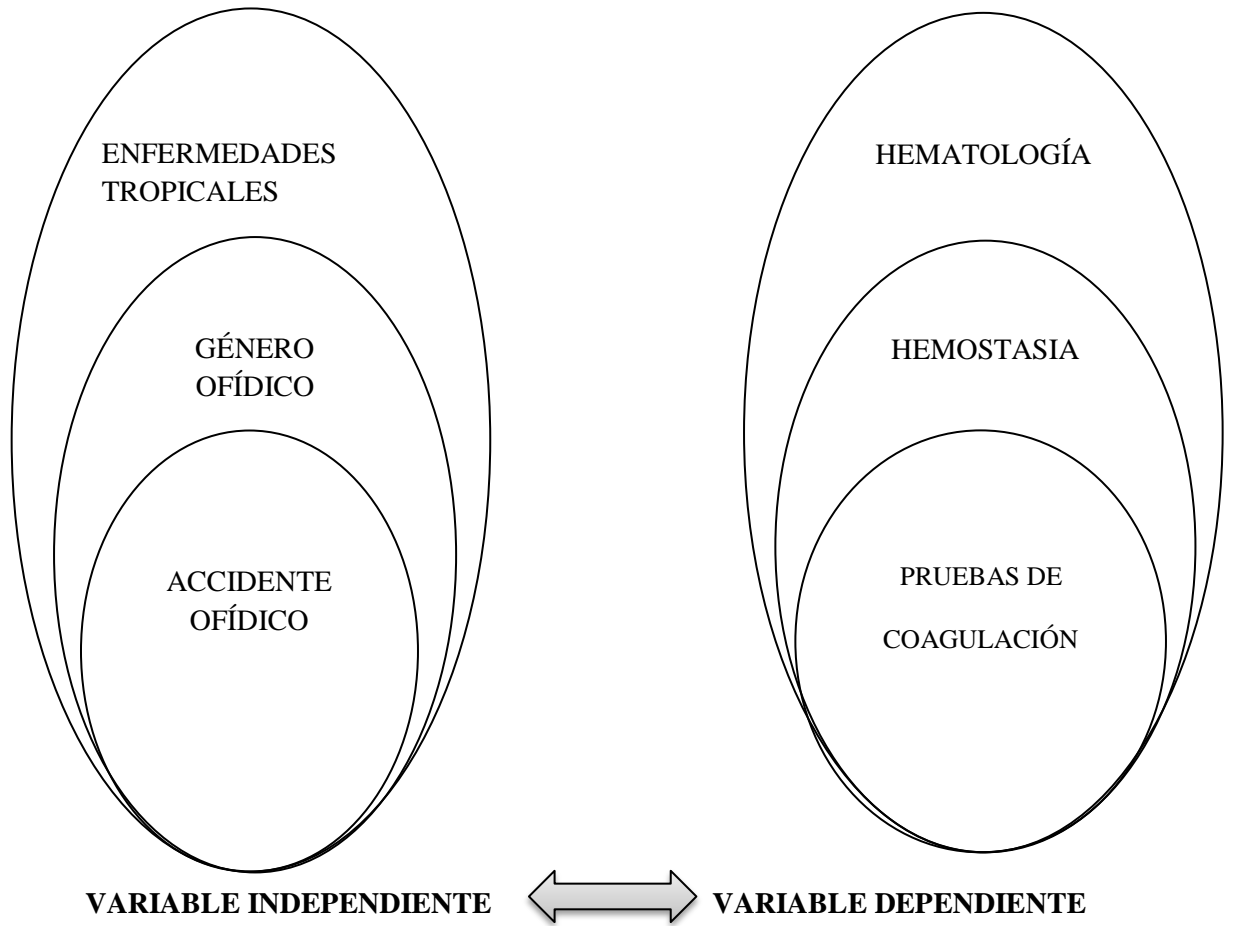 ENFERMEDADES
TROPICALES
GÉNERO
OFÍDICO
ACCIDENTE
OFÍDICO
VARIABLE INDEPENDIENTE
HEMATOLOGÍA
HEMOSTASIA
PRUEBAS DE
COAGULACIÓN
VARIABLE DEPENDIENTE